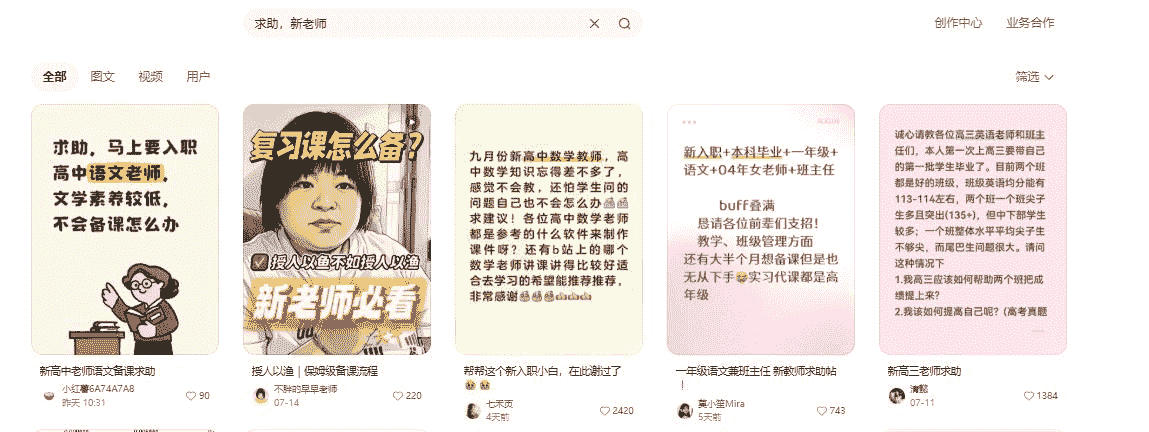 求助，新老师
创作中心
业务合作
全部
图文
视频
用户
筛选
求助，马上要入职
高中语文老师，
文学素养较低，
不会备课怎么办
新高中老师语文备课求助
小红薯6A74A7A8
昨天 10:31
90
复习课怎么备？
授人以鱼不如授人以渔
新老师必看
授人以渔｜保姆级备课流程
不胖的早早老师
07-14
220
九月份新高中数学教师，高
中数学知识忘得差不多了，
感觉不会教，还怕学生问的
问题自己也不会怎么办
求建议！各位高中数学老师
都是参考的什么软件来制作
课件呀？还有b站上的哪个
数学老师讲课讲得比较好适
合去学习的希望能推荐推荐，
非常感谢
帮帮这个新入职小白，在此谢过了
七禾页
4天前
2420
新入职+本科毕业+一年级+
语文+04年女老师+班主任
buff叠满
恳请各位前辈们支招！
教学、班级管理方面
还有大半个月想备课但是也
无从下手😂实习代课都是高
年级
一年级语文兼班主任 新教师求助帖
！
莫小笙Mira
5天前
743
诚心请教各位高三英语老师和班主
任们，本人第一次上高三要带自己
的第一批学生毕业了。目前两个班
都是好的班级，班级英语均分能有
113-114左右，两个班一个班尖子
生多且突出(135+)，但中下部学生
较多；一个班整体水平平均尖子生
不够尖，而尾巴生问题很大。请问
这种情况下
1.我高三应该如何帮助两个班把成
绩提上来？
2.我该如何提高自己呢？(高考真题
新高三老师求助
清懿
07-11
1384